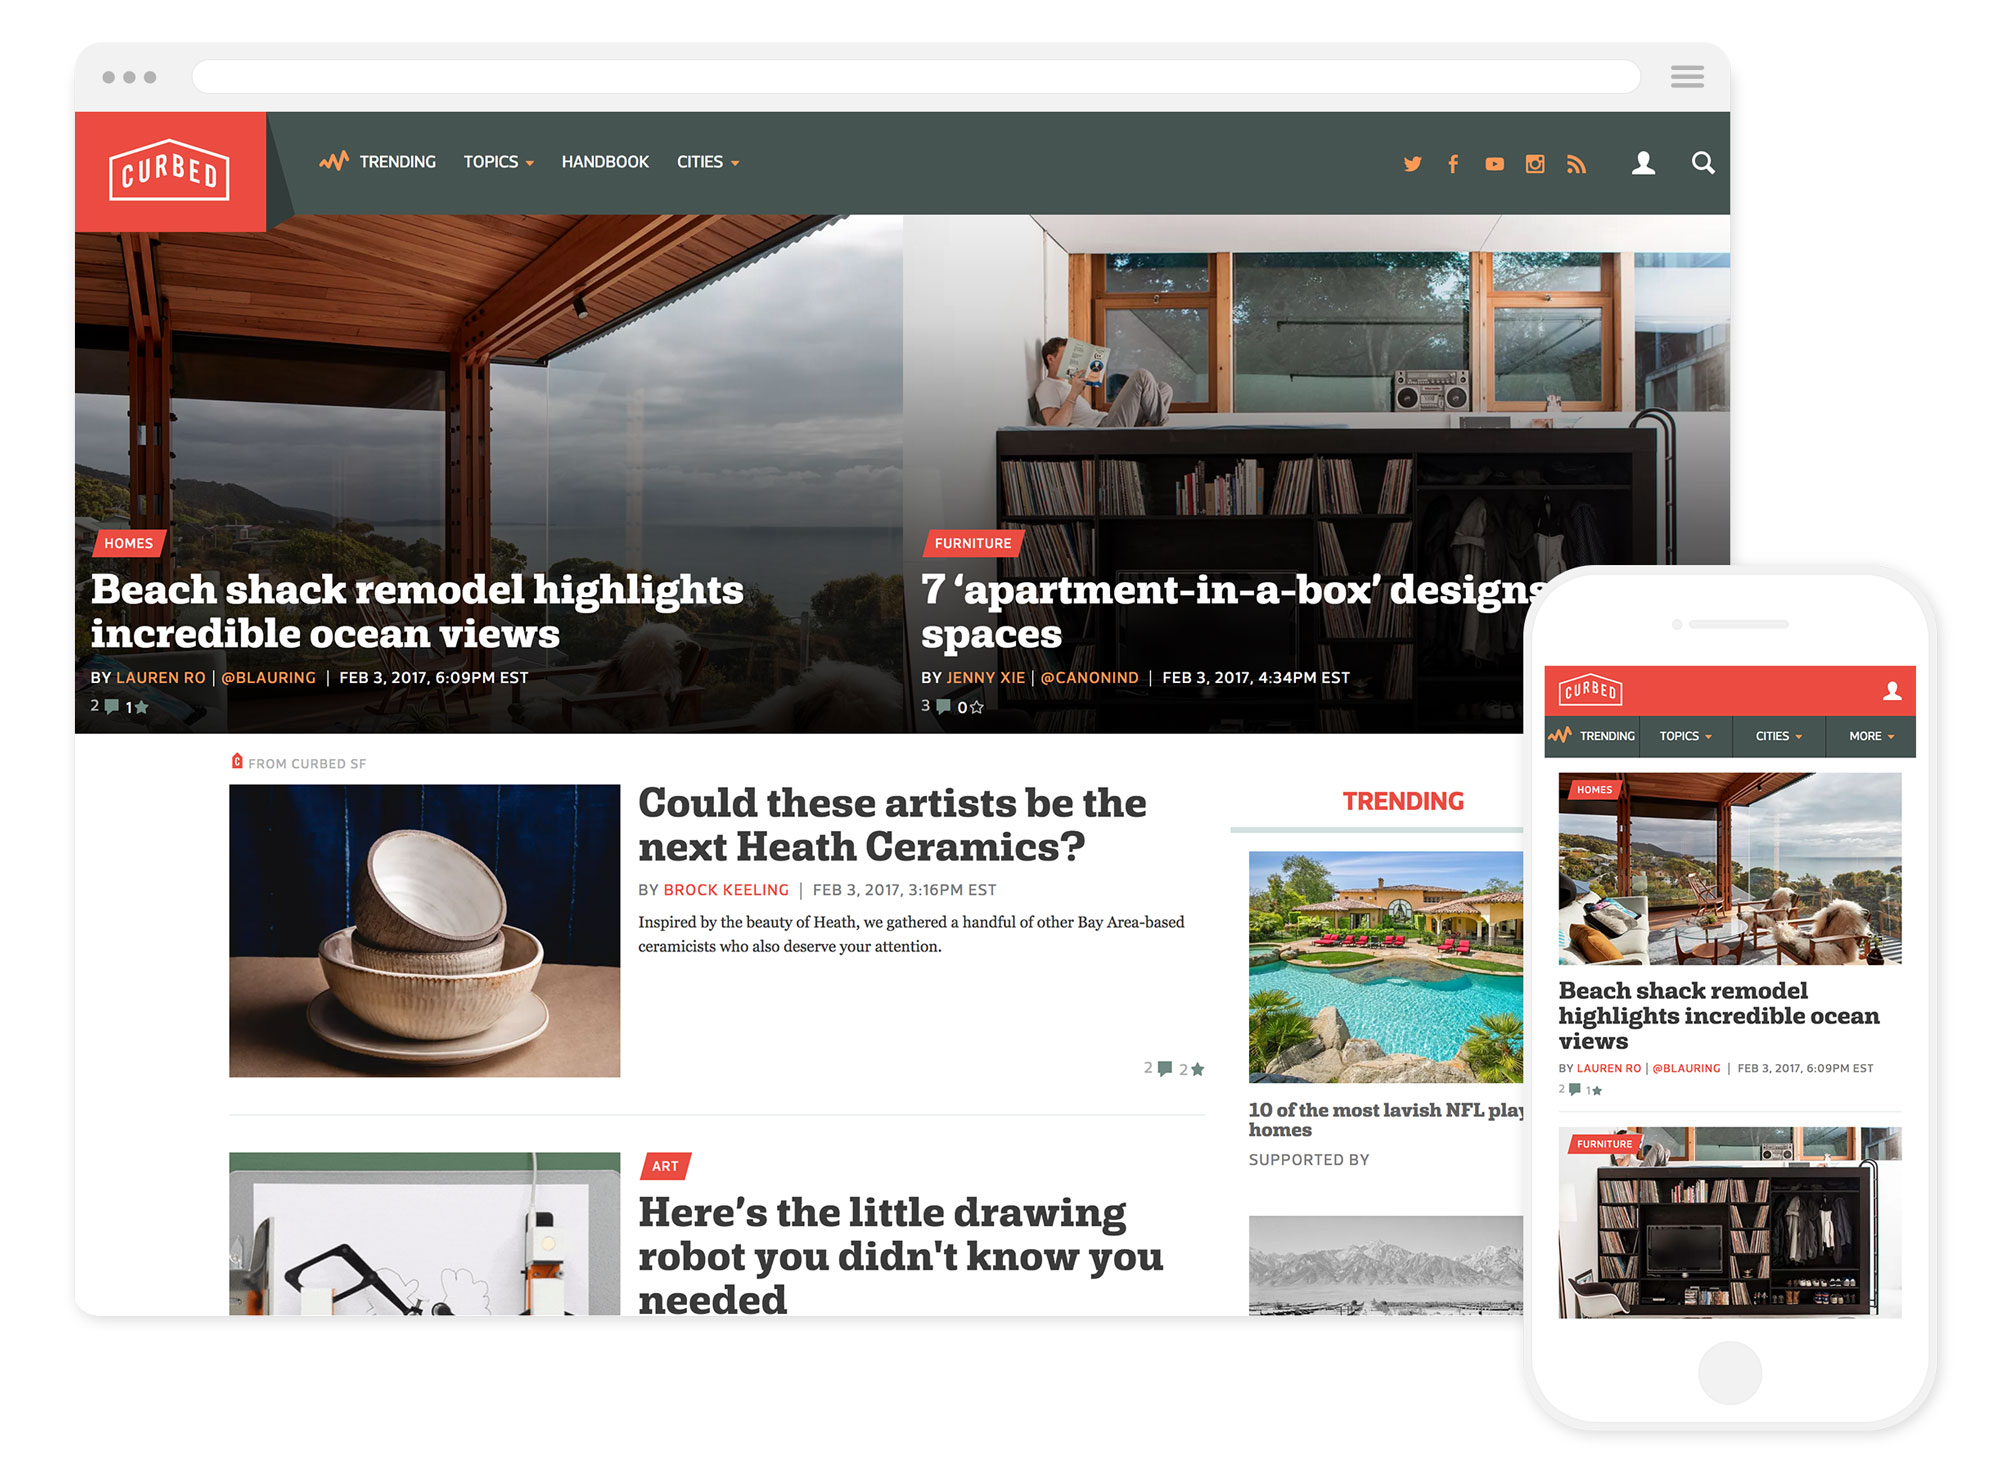 CURBED
TRENDING TOPICS HANDBOOK CITIES
HOMES
Beach shack remodel highlights
incredible ocean views
BY LAUREN RO | @BLAURING | FEB 3, 2017, 6:09PM EST
2 1
FURNITURE
7 ‘apartment-in-a-box’ designs
spaces
BY JENNY XIE | @CANONIND | FEB 3, 2017, 4:34PM EST
3 0
FROM CURBED SF
Could these artists be the
next Heath Ceramics?
BY BROCK KEELING | FEB 3, 2017, 3:16PM EST
Inspired by the beauty of Heath, we gathered a handful of other Bay Area-based
ceramicists who also deserve your attention.
2 2
ART
Here’s the little drawing
robot you didn't know you
needed
TRENDING
10 of the most lavish NFL play
homes
SUPPORTED BY
CURBED
TRENDING TOPICS CITIES MORE
HOMES
Beach shack remodel
highlights incredible ocean
views
BY LAUREN RO | @BLAURING | FEB 3, 2017, 6:09PM EST
2 1
FURNITURE